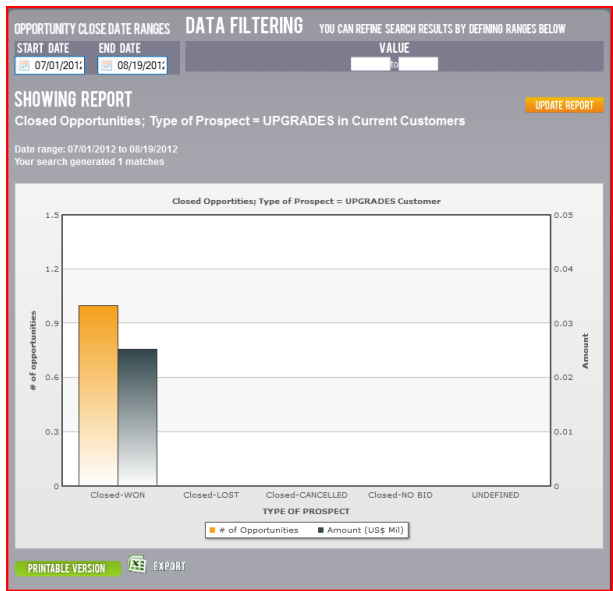 OPPORTUNITY CLOSE DATE RANGES DATA FILTERING YOU CAN REFINE SEARCH RESULTS BY DEFINING RANGES BELOW
START DATE END DATE VALUE
07/01/201 08/19/201 to
SHOWING REPORT
UPDATE REPORT
Closed Opportunities; Type of Prospect = UPGRADES in Current Customers
Date range: 07/01/2012 to 08/19/2012
Your search generated 1 matches
Closed Opportities; Type of Prospect = UPGRADES Customer
1.5 0.05
1.2 0.04
0.9 0.03
0.6 0.02
0.3 0.01
0 0
# of opportunities
Amount
Closed-WON Closed-LOST Closed-CANCELLED Closed-NO BID UNDEFINED
TYPE OF PROSPECT
# of Opportunities Amount (US$ Mil)
PRINTABLE VERSION EXPORT